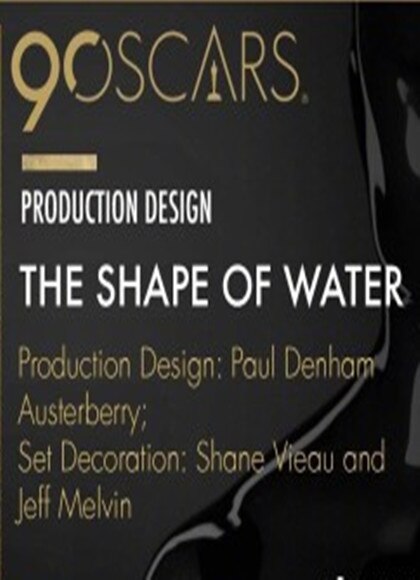 90 OSCARS®
PRODUCTION DESIGN
THE SHAPE OF WATER
Production Design: Paul Denham
Austerberry;
Set Decoration: Shane Vieau and
Jeff Melvin